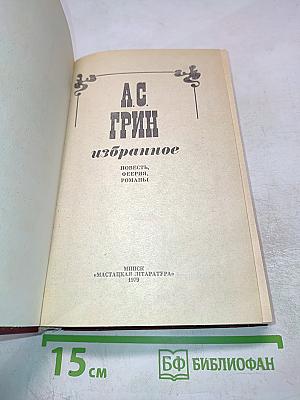 А.С.
ГРИН
избранное
ПОВЕСТЬ,
ФЕЕРИЯ,
РОМАНЫ
МИНСК
«МАСТАЦКАЯ ЛІТАРАТУРА»
1979
15 см
БФ БИБЛИОФАН